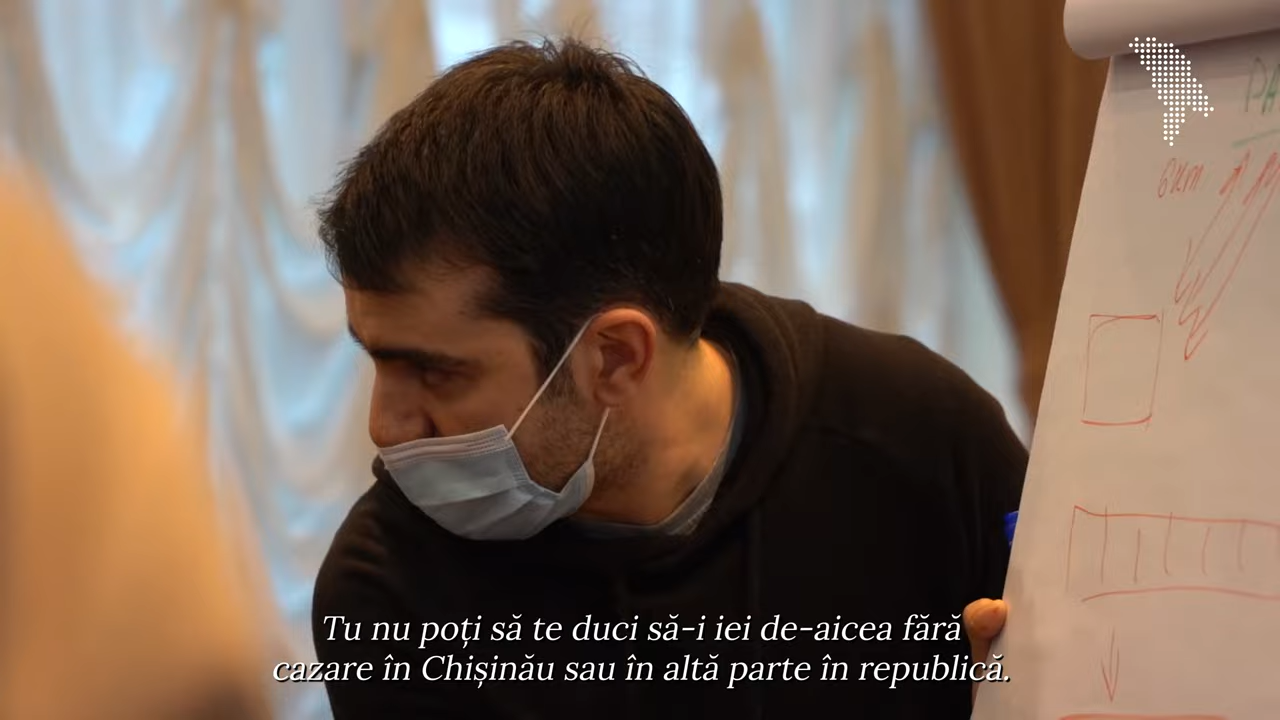 Tu nu poți să te duci să-i iei de-aicea fără
cazare în Chișinău sau în altă parte în republică.